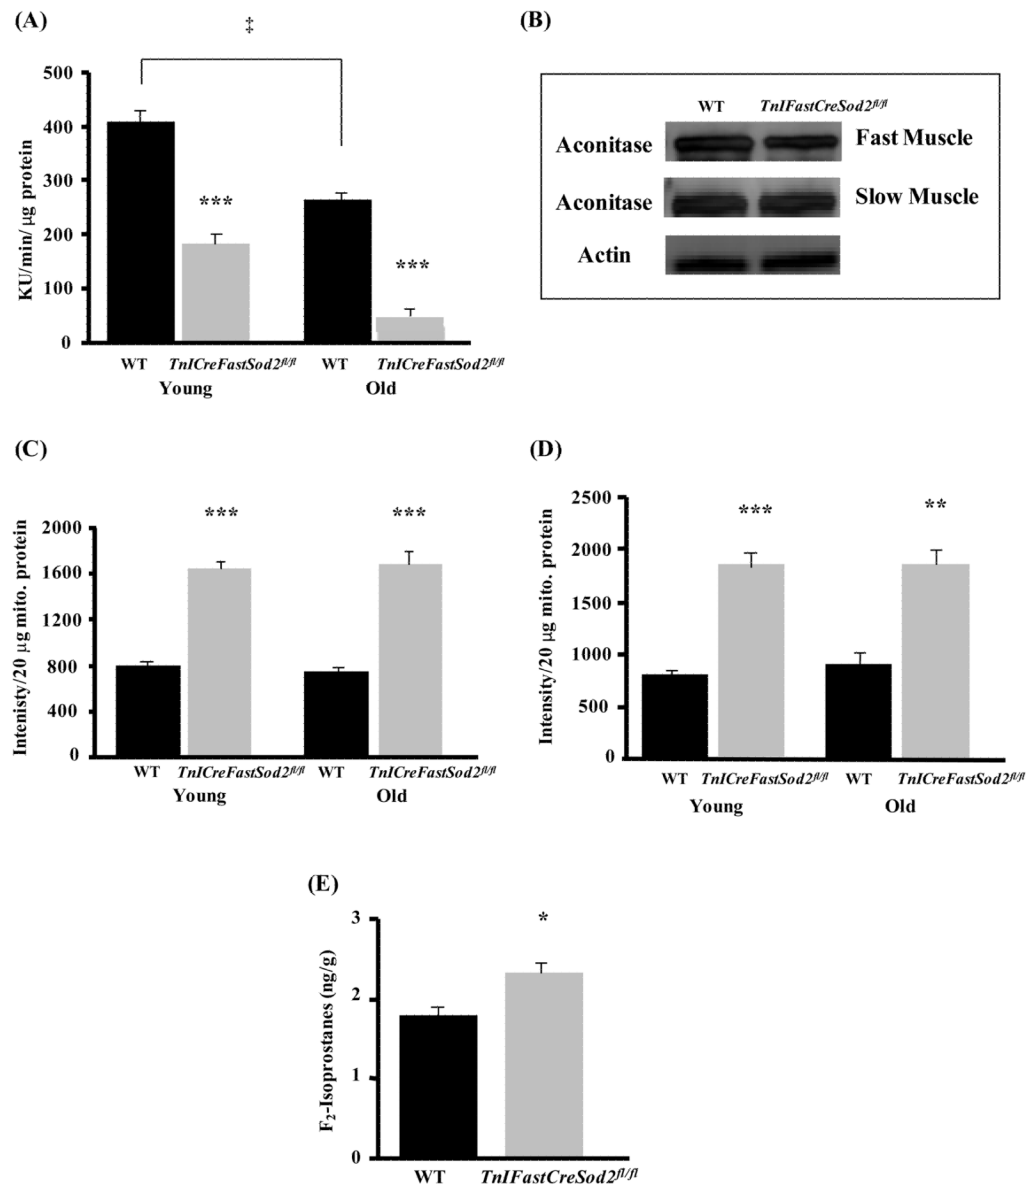 (A)
‡
500
400
300
200
100
0
KU/min/ μg protein
***
***
WT TnICreFastSod2fl/fl WT TnICreFastSod2fl/fl
Young Old
(B)
WT TnIFastCreSod2fl/fl
Aconitase Fast Muscle
Aconitase Slow Muscle
Actin
(C)
2000
1600
1200
800
400
0
Intenisty/20 μg mito. protein
*** ***
WT TnICreFastSod2fl/fl WT TnICreFastSod2fl/fl
Young Old
(D)
2500
2000
1500
1000
500
0
Intensity/20 μg mito. protein
*** **
WT TnICreFastSod2fl/fl WT TnICreFastSod2fl/fl
Young Old
(E)
3
2
1
0
F2-Isoprostanes (ng/g)
*
WT TnIFastCreSod2fl/fl